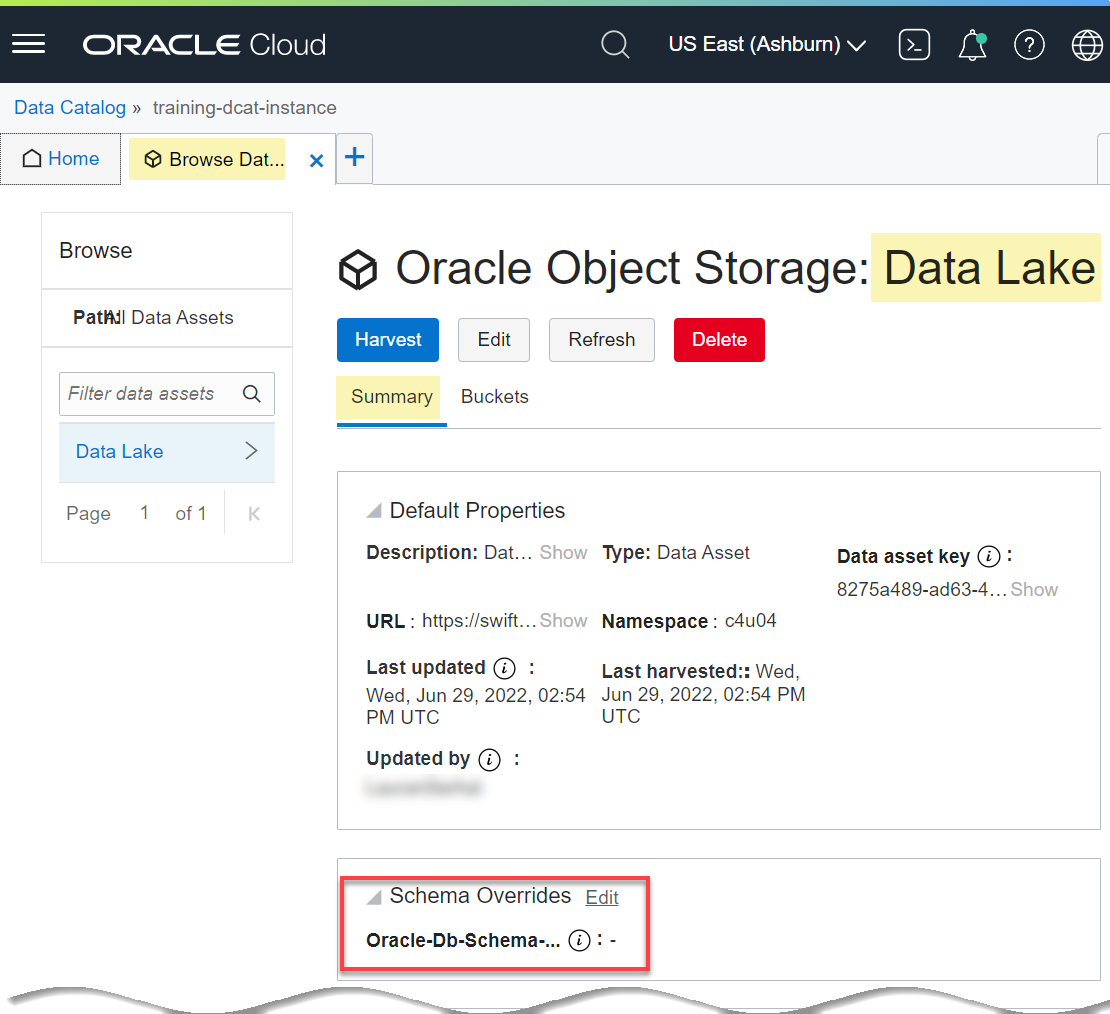 ORACLE Cloud
US East (Ashburn)
Data Catalog » training-dcat-instance
Home
Browse Dat...
Browse
Path: All Data Assets
Filter data assets
Data Lake
Page 1 of 1
Oracle Object Storage: Data Lake
Harvest Edit Refresh Delete
Summary Buckets
Default Properties
Description: Dat... Show Type: Data Asset
Data asset key i :
8275a489-ad63-4... Show
URL : https://swift... Show Namespace : c4u04
Last updated i :
Wed, Jun 29, 2022, 02:54
PM UTC
Last harvested:: Wed,
Jun 29, 2022, 02:54 PM
UTC
Updated by i :
Schema Overrides Edit
Oracle-Db-Schema-... i : -